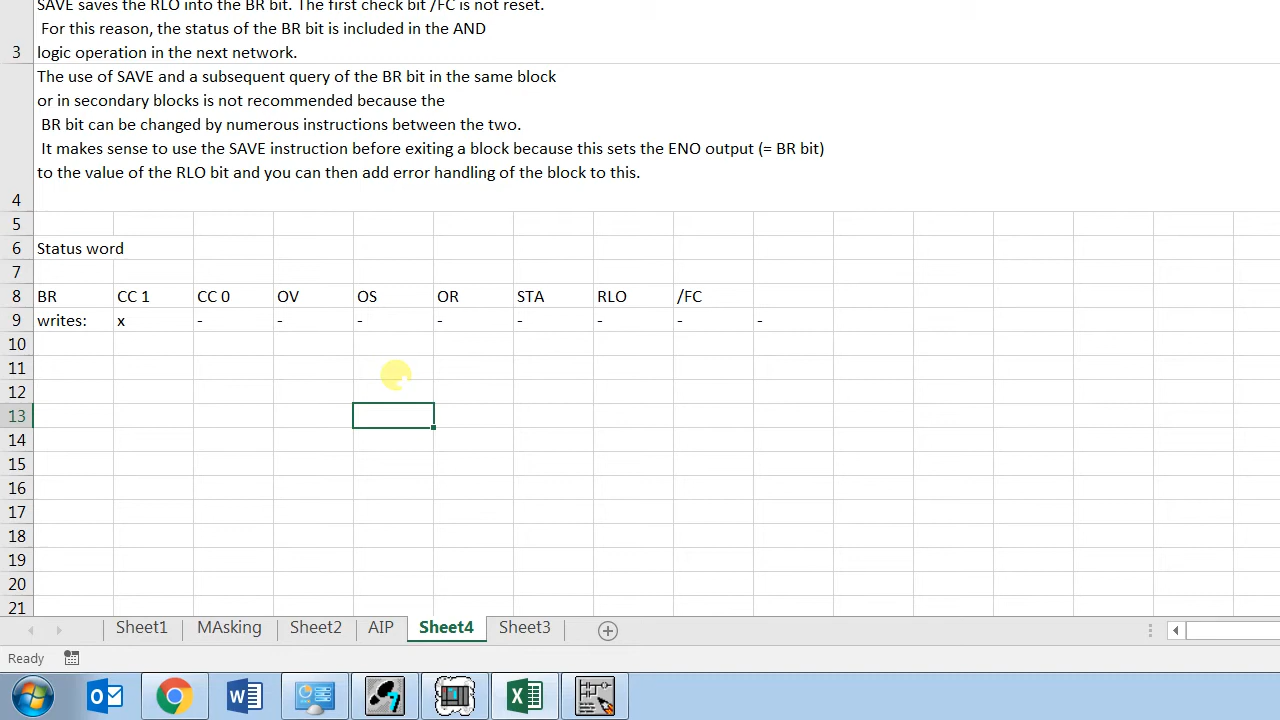 SAVE saves the RLO into the BR bit. The first check bit /FC is not reset.
For this reason, the status of the BR bit is included in the AND
3 logic operation in the next network.
The use of SAVE and a subsequent query of the BR bit in the same block
or in secondary blocks is not recommended because the
BR bit can be changed by numerous instructions between the two.
It makes sense to use the SAVE instruction before exiting a block because this sets the ENO output (= BR bit)
to the value of the RLO bit and you can then add error handling of the block to this.
4
5
6 Status word
7
8 BR CC 1 CC 0 OV OS OR STA RLO /FC
9 writes: x - - - - - - - -
10
11
12
13
14
15
16
17
18
19
20
21
Sheet1 MAsking Sheet2 AIP Sheet4 Sheet3
Ready